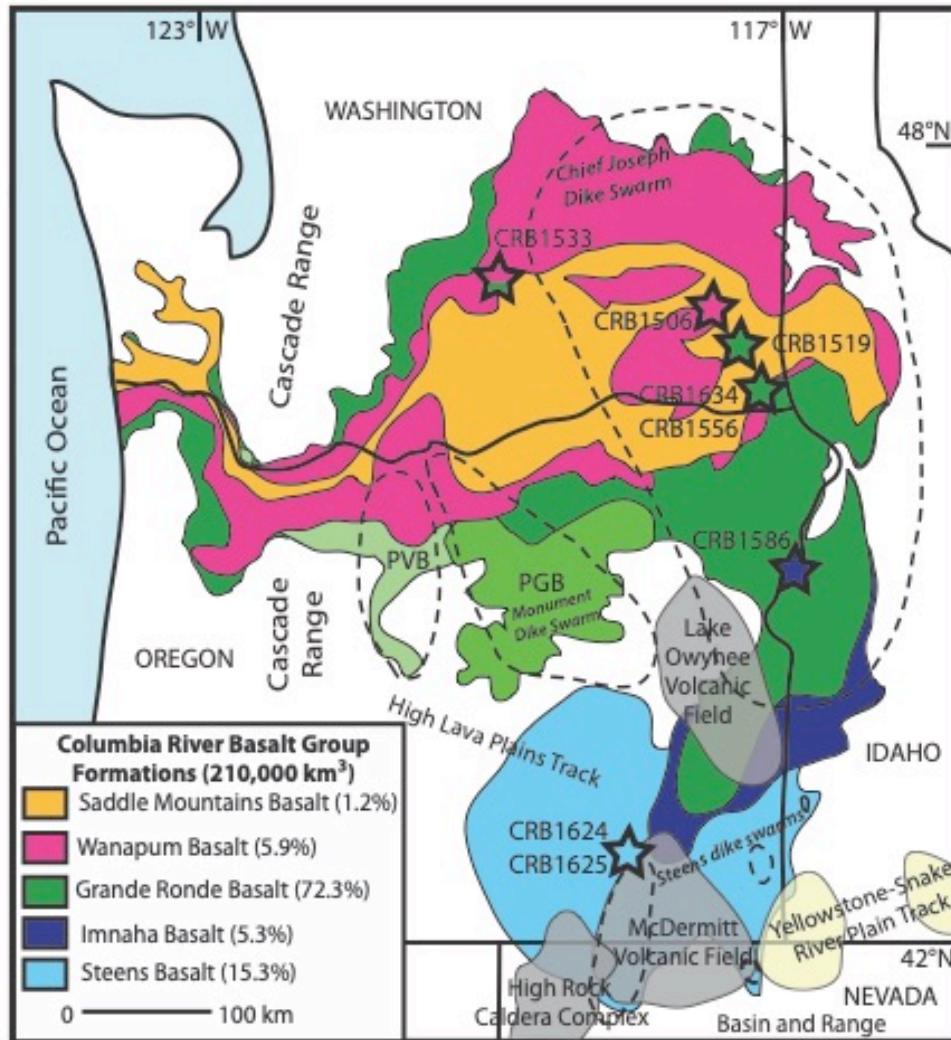 123° W
117° W
WASHINGTON
48°N
Chief Joseph
Dike Swarm
CRB1533
Cascade Range
CRB1506
CRB1519
CRB1634
CRB1556
Pacific Ocean
CRB1586
PVB
PGB
Monument
Dike Swarm
Cascade
Range
OREGON
Lake
Owyhee
Volcanic
Field
High Lava Plains Track
IDAHO
CRB1624
CRB1625
Steens dike swarms
McDermitt
Volcanic Field
Yellowstone-Snake
River Plain Track
42°N
High Rock
Caldera Complex
NEVADA
Basin and Range
Columbia River Basalt Group
Formations (210,000 km³)
Saddle Mountains Basalt (1.2%)
Wanapum Basalt (5.9%)
Grande Ronde Basalt (72.3%)
Imnaha Basalt (5.3%)
Steens Basalt (15.3%)
0 100 km